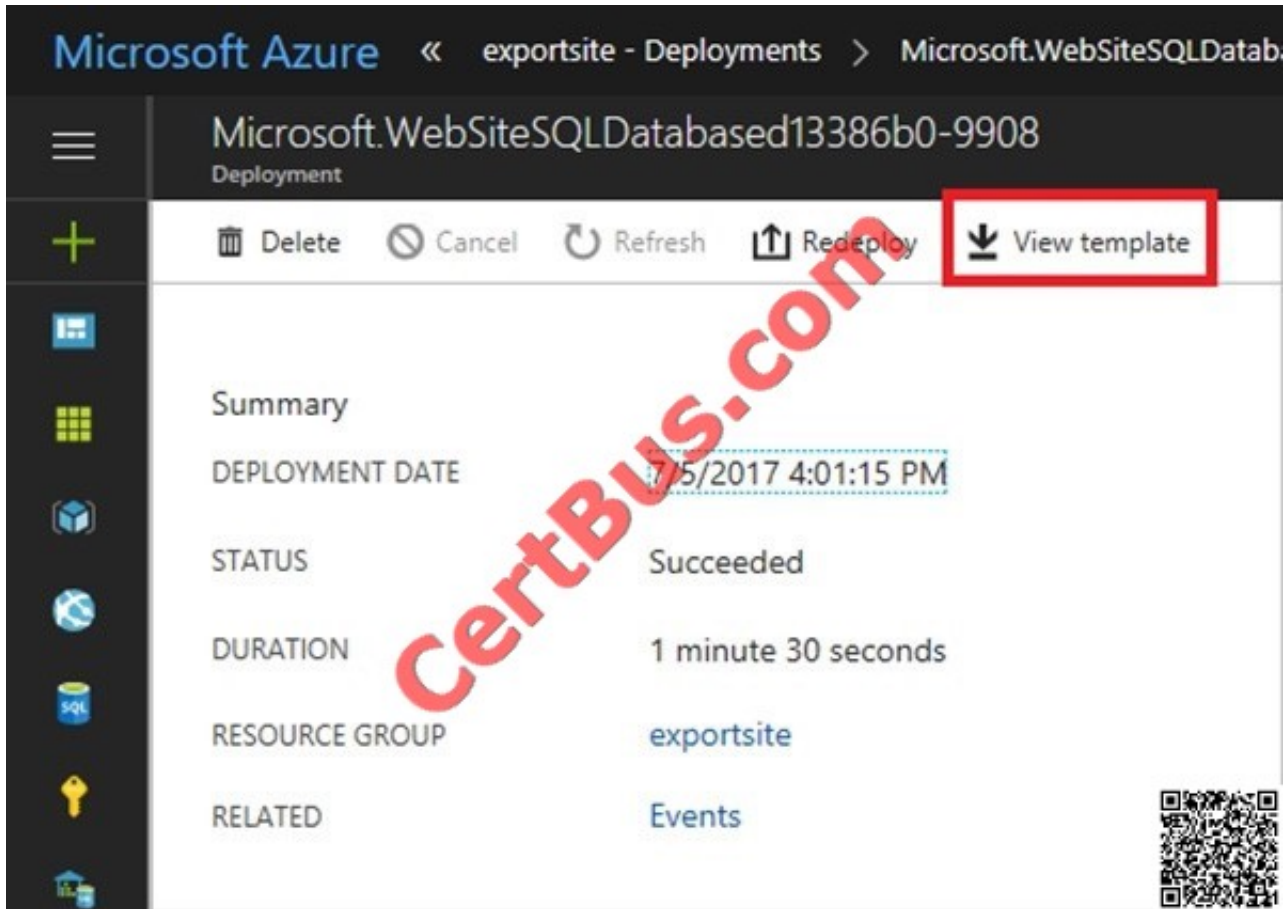 Microsoft Azure « exportsite - Deployments > Microsoft.WebSiteSQLDatab
Microsoft.WebSiteSQLDatabased13386b0-9908
Deployment
Delete Cancel Refresh Redeploy View template
Summary
DEPLOYMENT DATE 7/5/2017 4:01:15 PM
STATUS Succeeded
DURATION 1 minute 30 seconds
RESOURCE GROUP exportsite
RELATED Events
SQL
CertBus.com